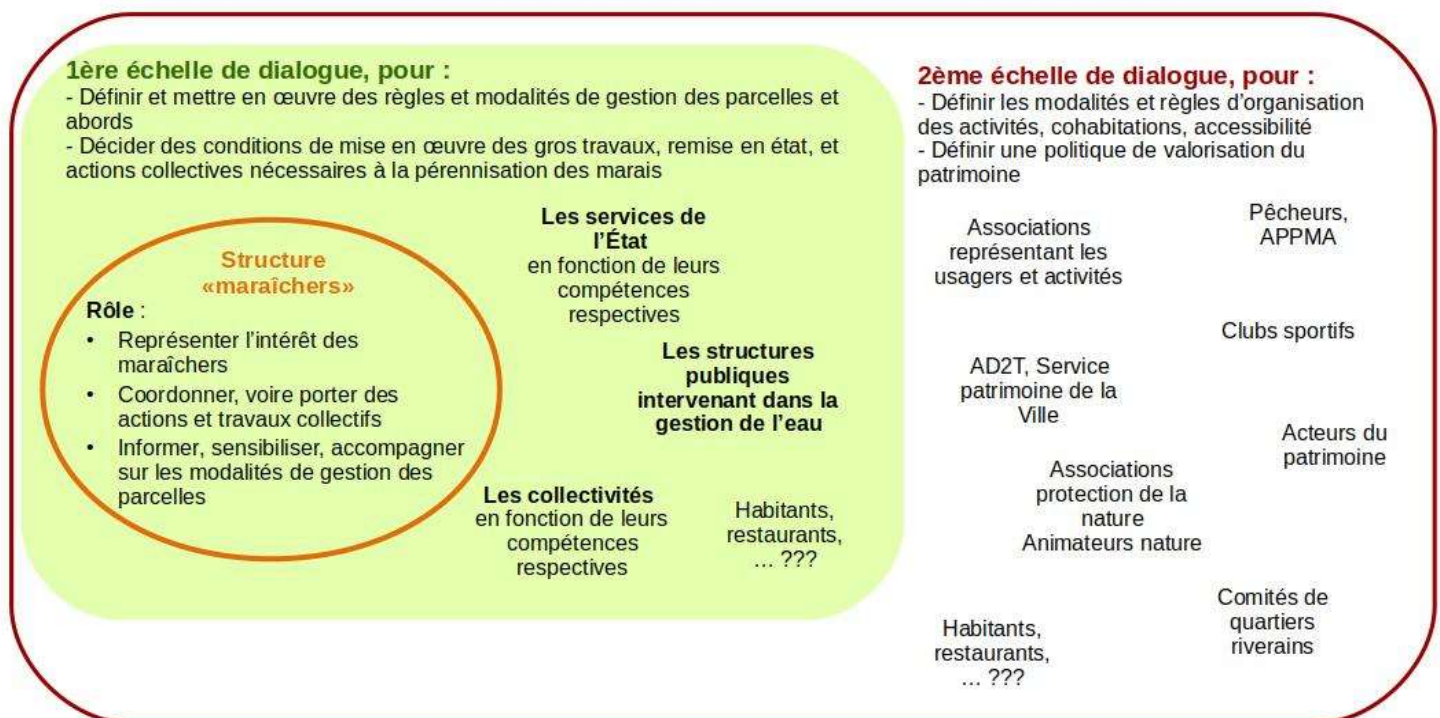 1ère échelle de dialogue, pour :
- Définir et mettre en œuvre des règles et modalités de gestion des parcelles et
abords
- Décider des conditions de mise en œuvre des gros travaux, remise en état, et
actions collectives nécessaires à la pérennisation des marais
Structure
«maraîchers»
Rôle :
• Représenter l'intérêt des
maraîchers
• Coordonner, voire porter des
actions et travaux collectifs
• Informer, sensibiliser, accompagner
sur les modalités de gestion des
parcelles
Les services de
l'État
en fonction de leurs
compétences
respectives
Les structures
publiques
intervenant dans la
gestion de l'eau
Les collectivités
en fonction de leurs
compétences
respectives
Habitants,
restaurants,
... ???
2ème échelle de dialogue, pour :
- Définir les modalités et règles d'organisation
des activités, cohabitations, accessibilité
- Définir une politique de valorisation du
patrimoine
Associations
représentant les
usagers et activités
Pêcheurs,
APPMA
Clubs sportifs
AD2T, Service
patrimoine de la
Ville
Acteurs du
patrimoine
Associations
protection de la
nature
Animateurs nature
Comités de
quartiers
riverains
Habitants,
restaurants,
... ???